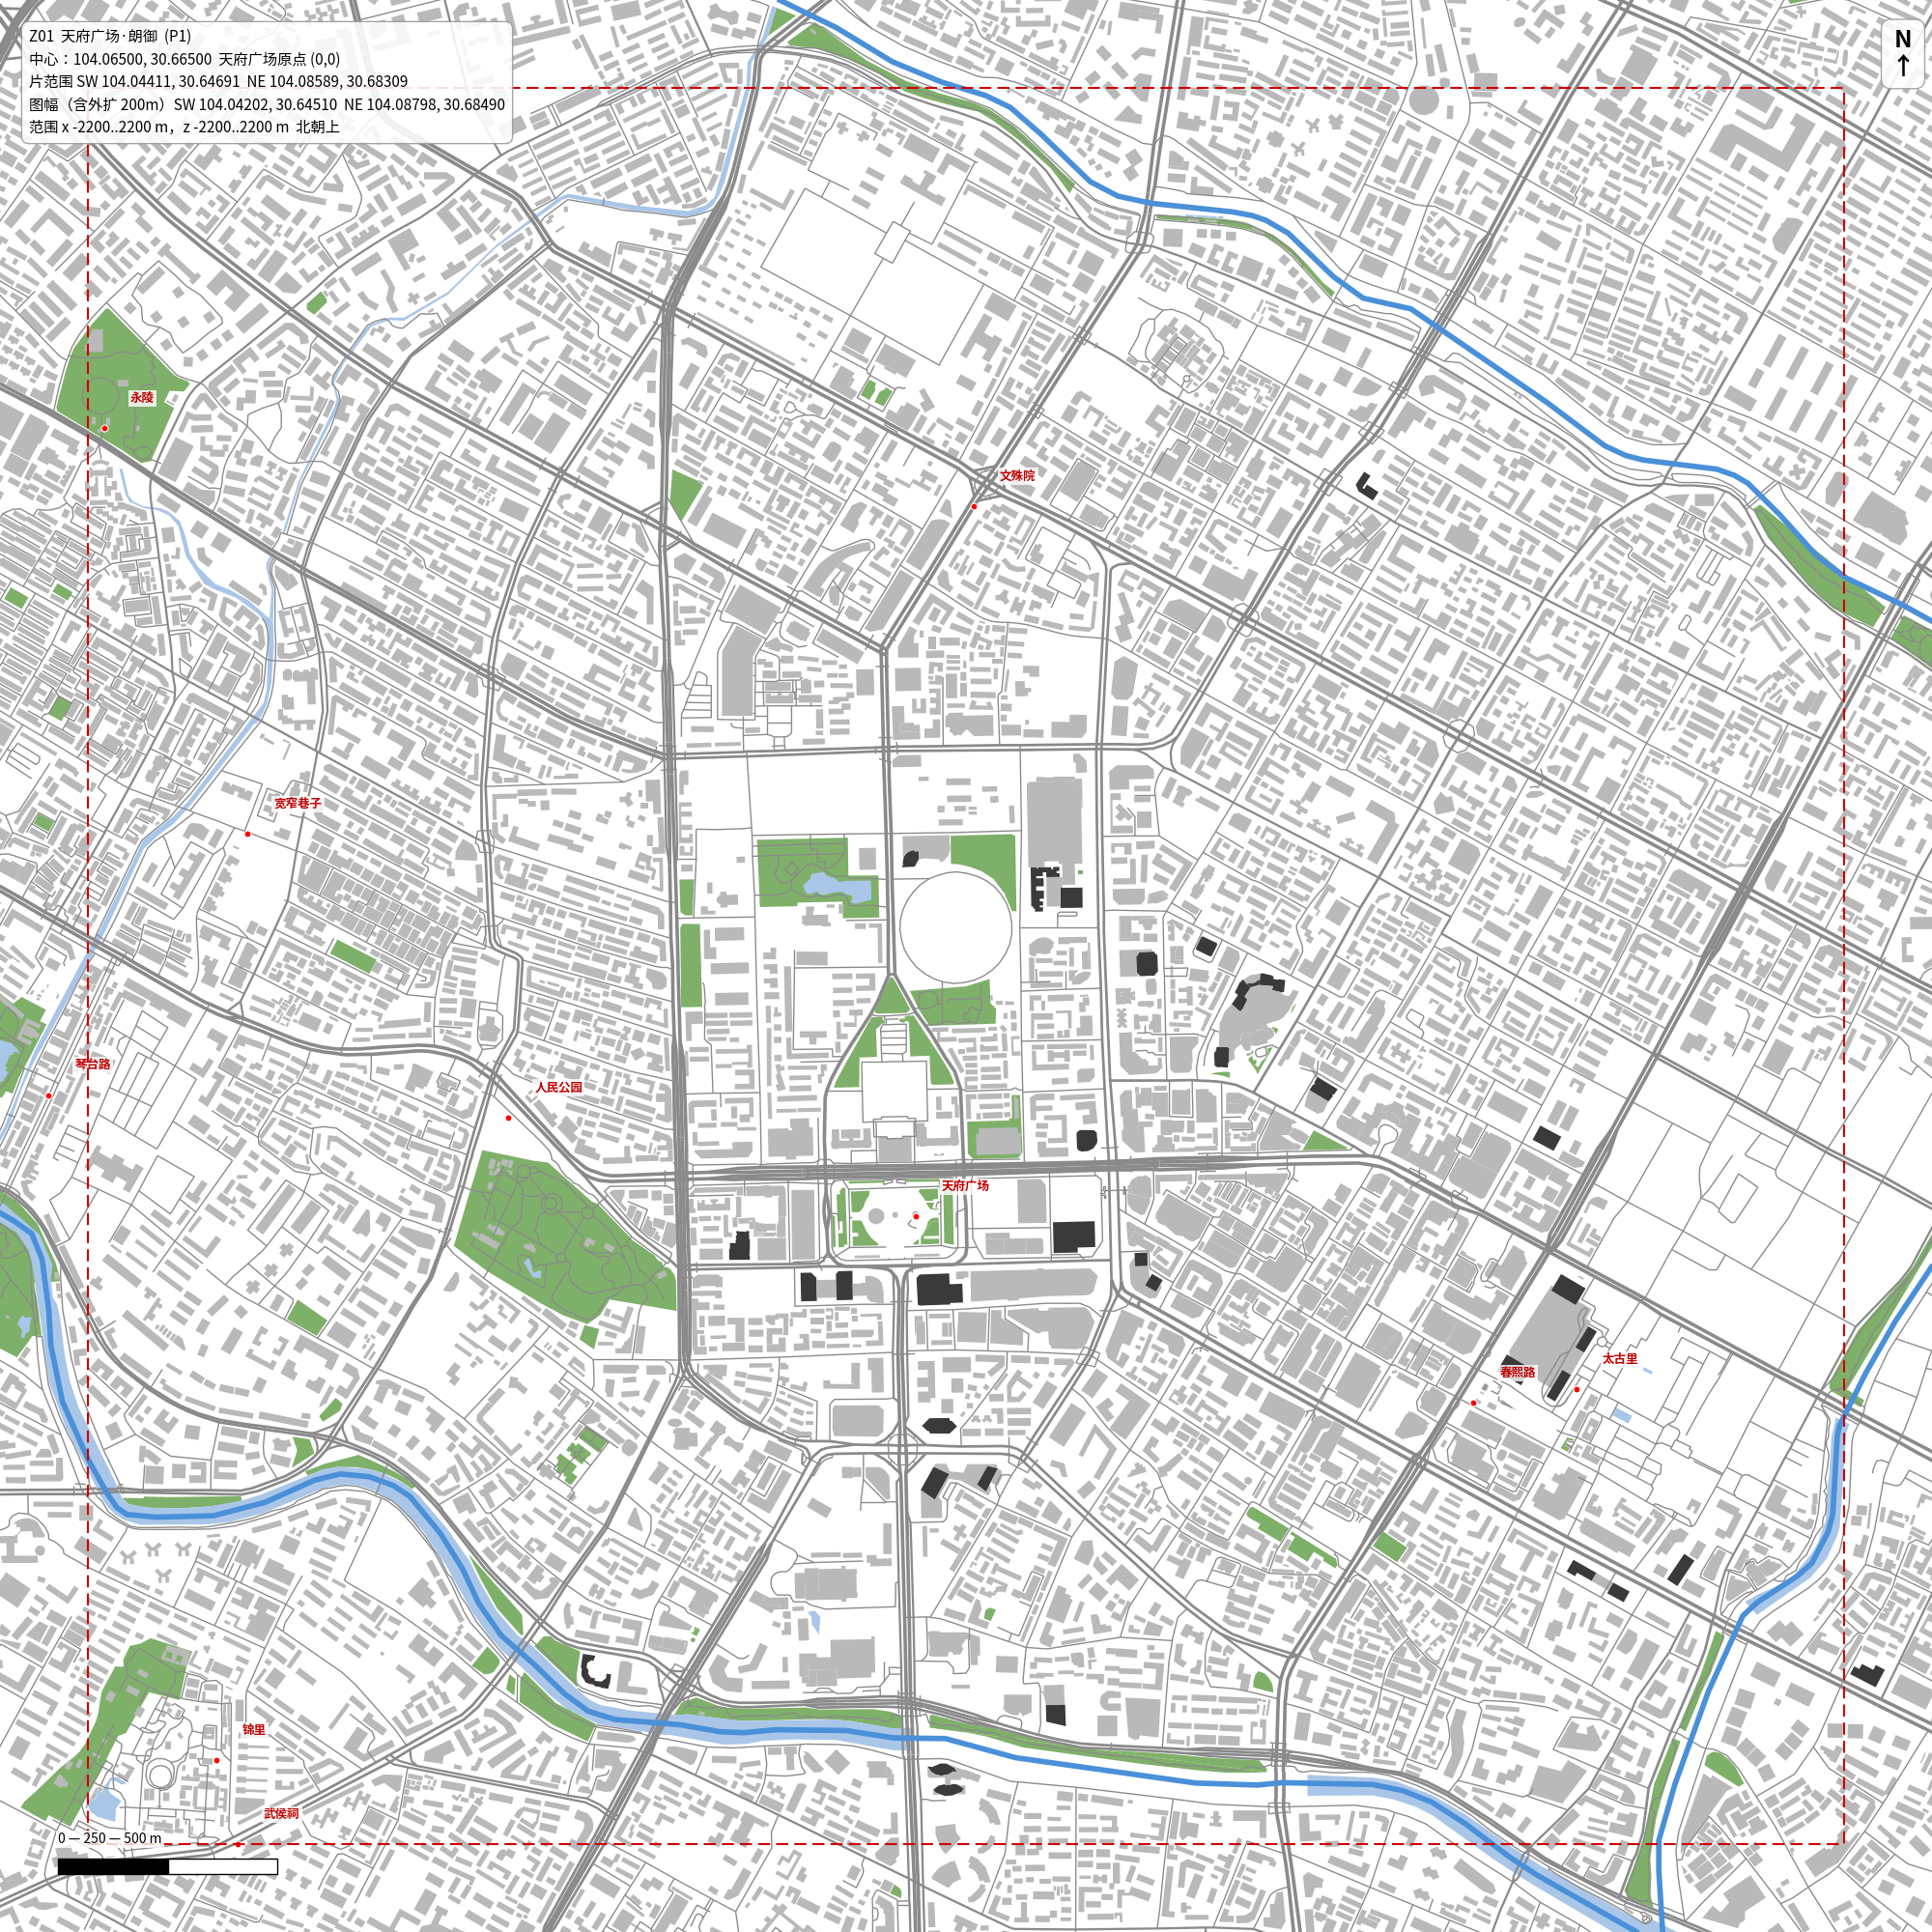 Z01 天府广场·朗御 (P1)
中心：104.06500, 30.66500 天府广场原点 (0,0)
片范围 SW 104.04411, 30.64691 NE 104.08589, 30.68309
图幅（含外扩 200m）SW 104.04202, 30.64510 NE 104.08798, 30.68490
范围 x -2200..2200 m，z -2200..2200 m 北朝上
N
永陵
文殊院
宽窄巷子
琴台路
人民公园
天府广场
太古里
春熙路
锦里
武侯祠
0 — 250 — 500 m